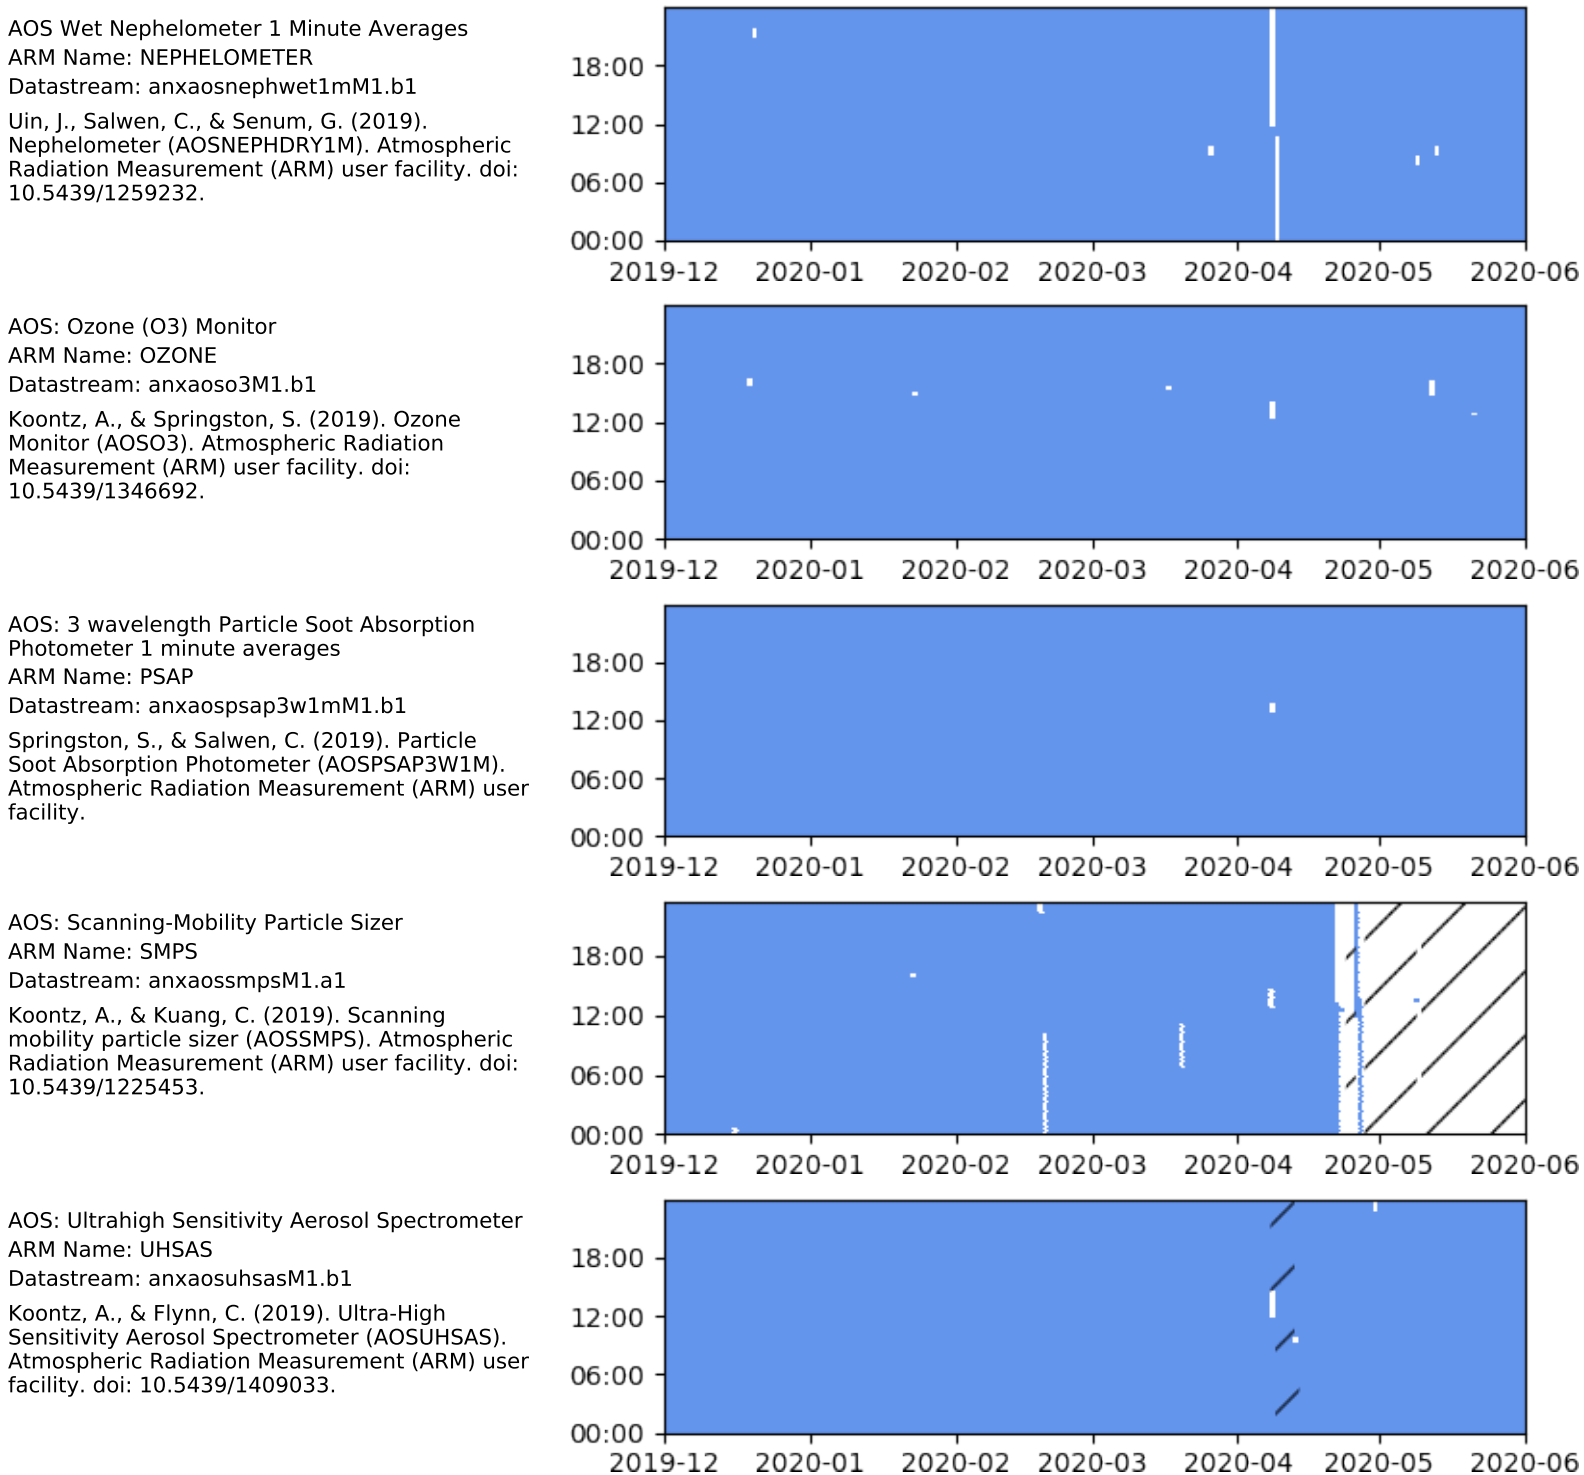 AOS Wet Nephelometer 1 Minute Averages
ARM Name: NEPHELOMETER
Datastream: anxaosnephwet1mM1.b1
Uin, J., Salwen, C., & Senum, G. (2019).
Nephelometer (AOSNEPHDRY1M). Atmospheric
Radiation Measurement (ARM) user facility. doi:
10.5439/1259232.
18:00
12:00
06:00
00:00
2019-12 2020-01 2020-02 2020-03 2020-04 2020-05 2020-06
AOS: Ozone (O3) Monitor
ARM Name: OZONE
Datastream: anxaoso3M1.b1
Koontz, A., & Springston, S. (2019). Ozone
Monitor (AOSO3). Atmospheric Radiation
Measurement (ARM) user facility. doi:
10.5439/1346692.
18:00
12:00
06:00
00:00
2019-12 2020-01 2020-02 2020-03 2020-04 2020-05 2020-06
AOS: 3 wavelength Particle Soot Absorption
Photometer 1 minute averages
ARM Name: PSAP
Datastream: anxaospsap3w1mM1.b1
Springston, S., & Salwen, C. (2019). Particle
Soot Absorption Photometer (AOSPSAP3W1M).
Atmospheric Radiation Measurement (ARM) user
facility.
18:00
12:00
06:00
00:00
2019-12 2020-01 2020-02 2020-03 2020-04 2020-05 2020-06
AOS: Scanning-Mobility Particle Sizer
ARM Name: SMPS
Datastream: anxaossmpsM1.a1
Koontz, A., & Kuang, C. (2019). Scanning
mobility particle sizer (AOSSMPS). Atmospheric
Radiation Measurement (ARM) user facility. doi:
10.5439/1225453.
18:00
12:00
06:00
00:00
2019-12 2020-01 2020-02 2020-03 2020-04 2020-05 2020-06
AOS: Ultrahigh Sensitivity Aerosol Spectrometer
ARM Name: UHSAS
Datastream: anxaosuhsasM1.b1
Koontz, A., & Flynn, C. (2019). Ultra-High
Sensitivity Aerosol Spectrometer (AOSUHSAS).
Atmospheric Radiation Measurement (ARM) user
facility. doi: 10.5439/1409033.
18:00
12:00
06:00
00:00
2019-12 2020-01 2020-02 2020-03 2020-04 2020-05 2020-06